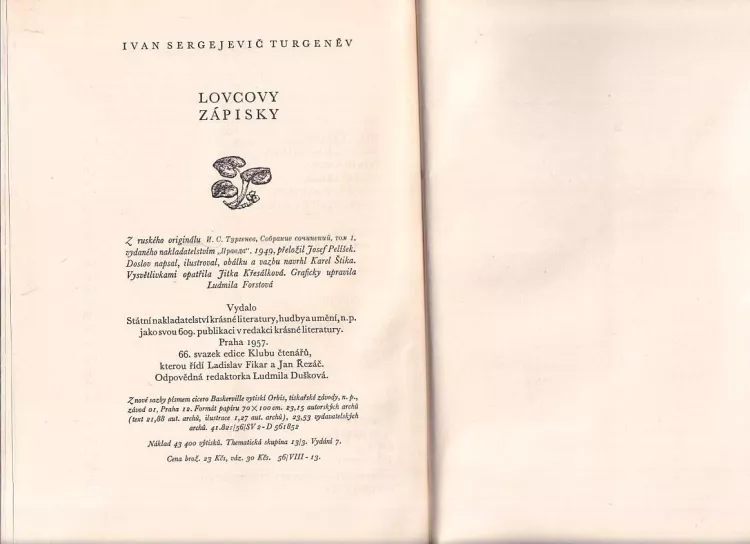 IVAN SERGEJEVIČ TURGENĚV
LOVCOVY
ZÁPISKY
Z ruského originálu И. С. Тургенев, Собрание сочинений, том I,
vydaného nakladatelstvím „Правда“. 1949, přeložil Josef Pelíšek.
Doslov napsal, ilustroval, obálku a vazbu navrhl Karel Štika.
Vysvětlivkami opatřila Jitka Křesálková. Graficky upravila
Ludmila Forstová
Vydalo
Státní nakladatelství krásné literatury, hudby a umění, n. p.
jako svou 609. publikaci v redakci krásné literatury.
Praha 1957.
66. svazek edice Klubu čtenářů,
kterou řídí Ladislav Fikar a Jan Řezáč.
Odpovědná redaktorka Ludmila Dušková.
Z nové sazby písmem cicero Baskerville vytiskl Orbis, tiskařské závody, n. p.,
závod 01, Praha 12. Formát papíru 70 × 100 cm. 23,15 autorských archů
(text 21,88 aut. archů, ilustrace 1,27 aut. archů), 23,53 vydavatelských
archů. 41.821/56/SV 2 - D 561852
Náklad 43 400 výtisků. Thematická skupina 13/3. Vydání 7.
Cena brož. 23 Kčs, váz. 30 Kčs. 56/VIII - 13.